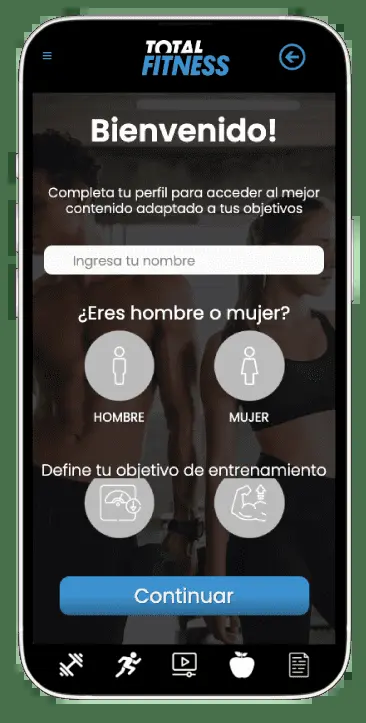 TOTAL
FITNESS
Bienvenido!
Completa tu perfil para acceder al mejor
contenido adaptado a tus objetivos
Ingresa tu nombre
¿Eres hombre o mujer?
HOMBRE
MUJER
Define tu objetivo de entrenamiento
Continuar